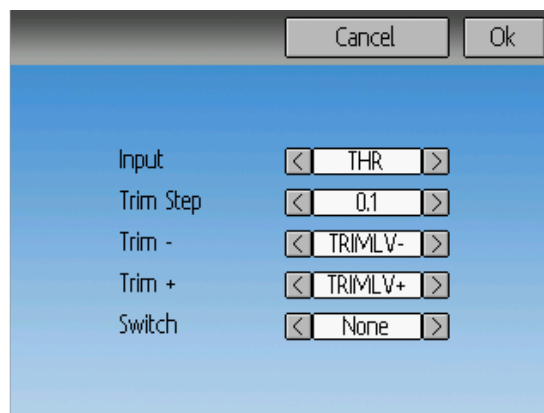 Cancel Ok
Input < THR >
Trim Step < 0.1 >
Trim - < TRIMLV- >
Trim + < TRIMLV+ >
Switch < None >